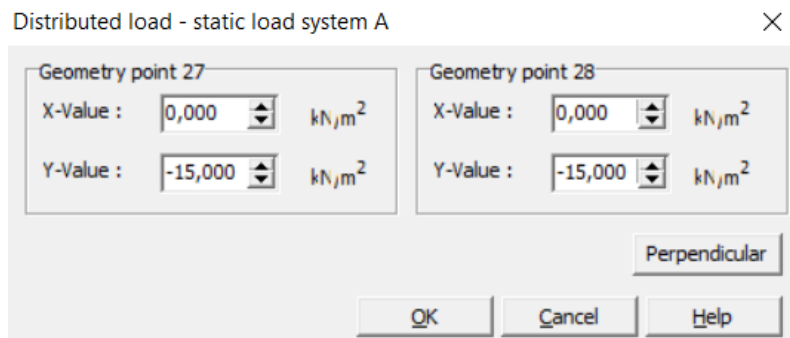 Distributed load - static load system A
Geometry point 27
X-Value : 0,000 kN/m²
Y-Value : -15,000 kN/m²
Geometry point 28
X-Value : 0,000 kN/m²
Y-Value : -15,000 kN/m²
Perpendicular
OK Cancel Help